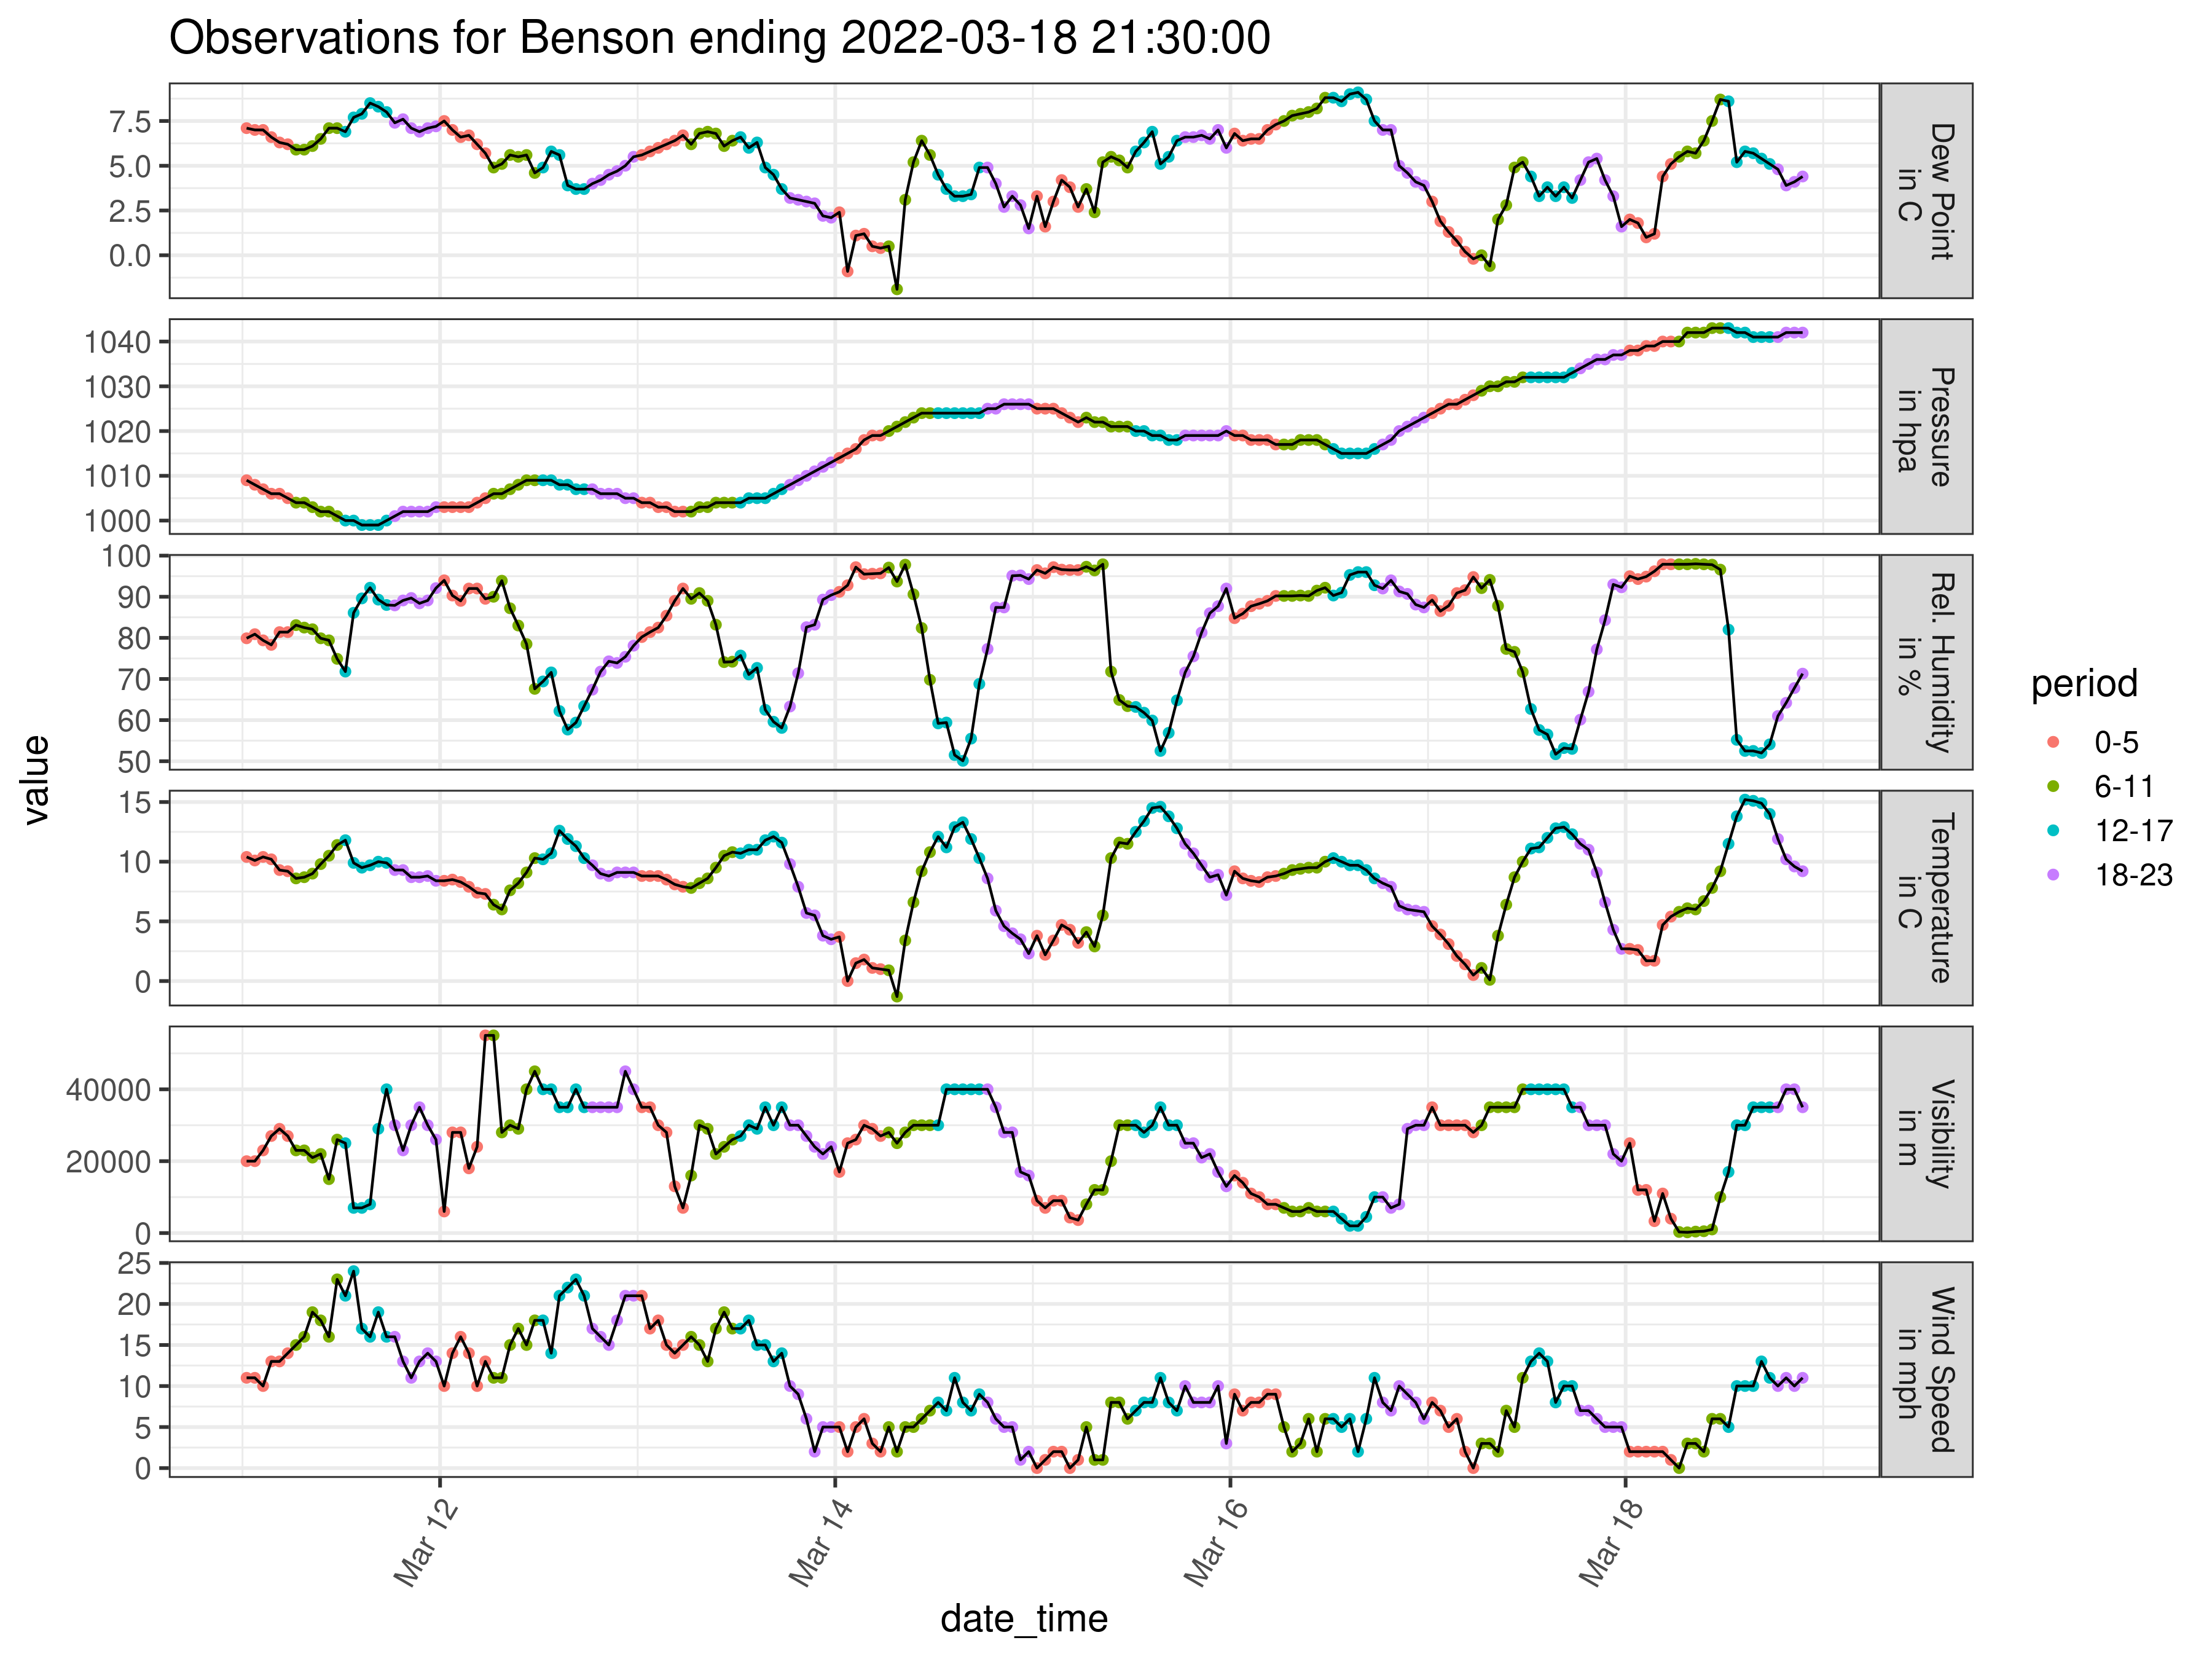 Observations for Benson ending 2022-03-18 21:30:00
value
7.5
5.0
2.5
0.0
Dew Point
in C
1040
1030
1020
1010
1000
Pressure
in hpa
100
90
80
70
60
50
Rel. Humidity
in %
15
10
5
0
Temperature
in C
40000
20000
0
Visibility
in m
25
20
15
10
5
0
Wind Speed
in mph
Mar 12
Mar 14
Mar 16
Mar 18
date_time
period
0-5
6-11
12-17
18-23